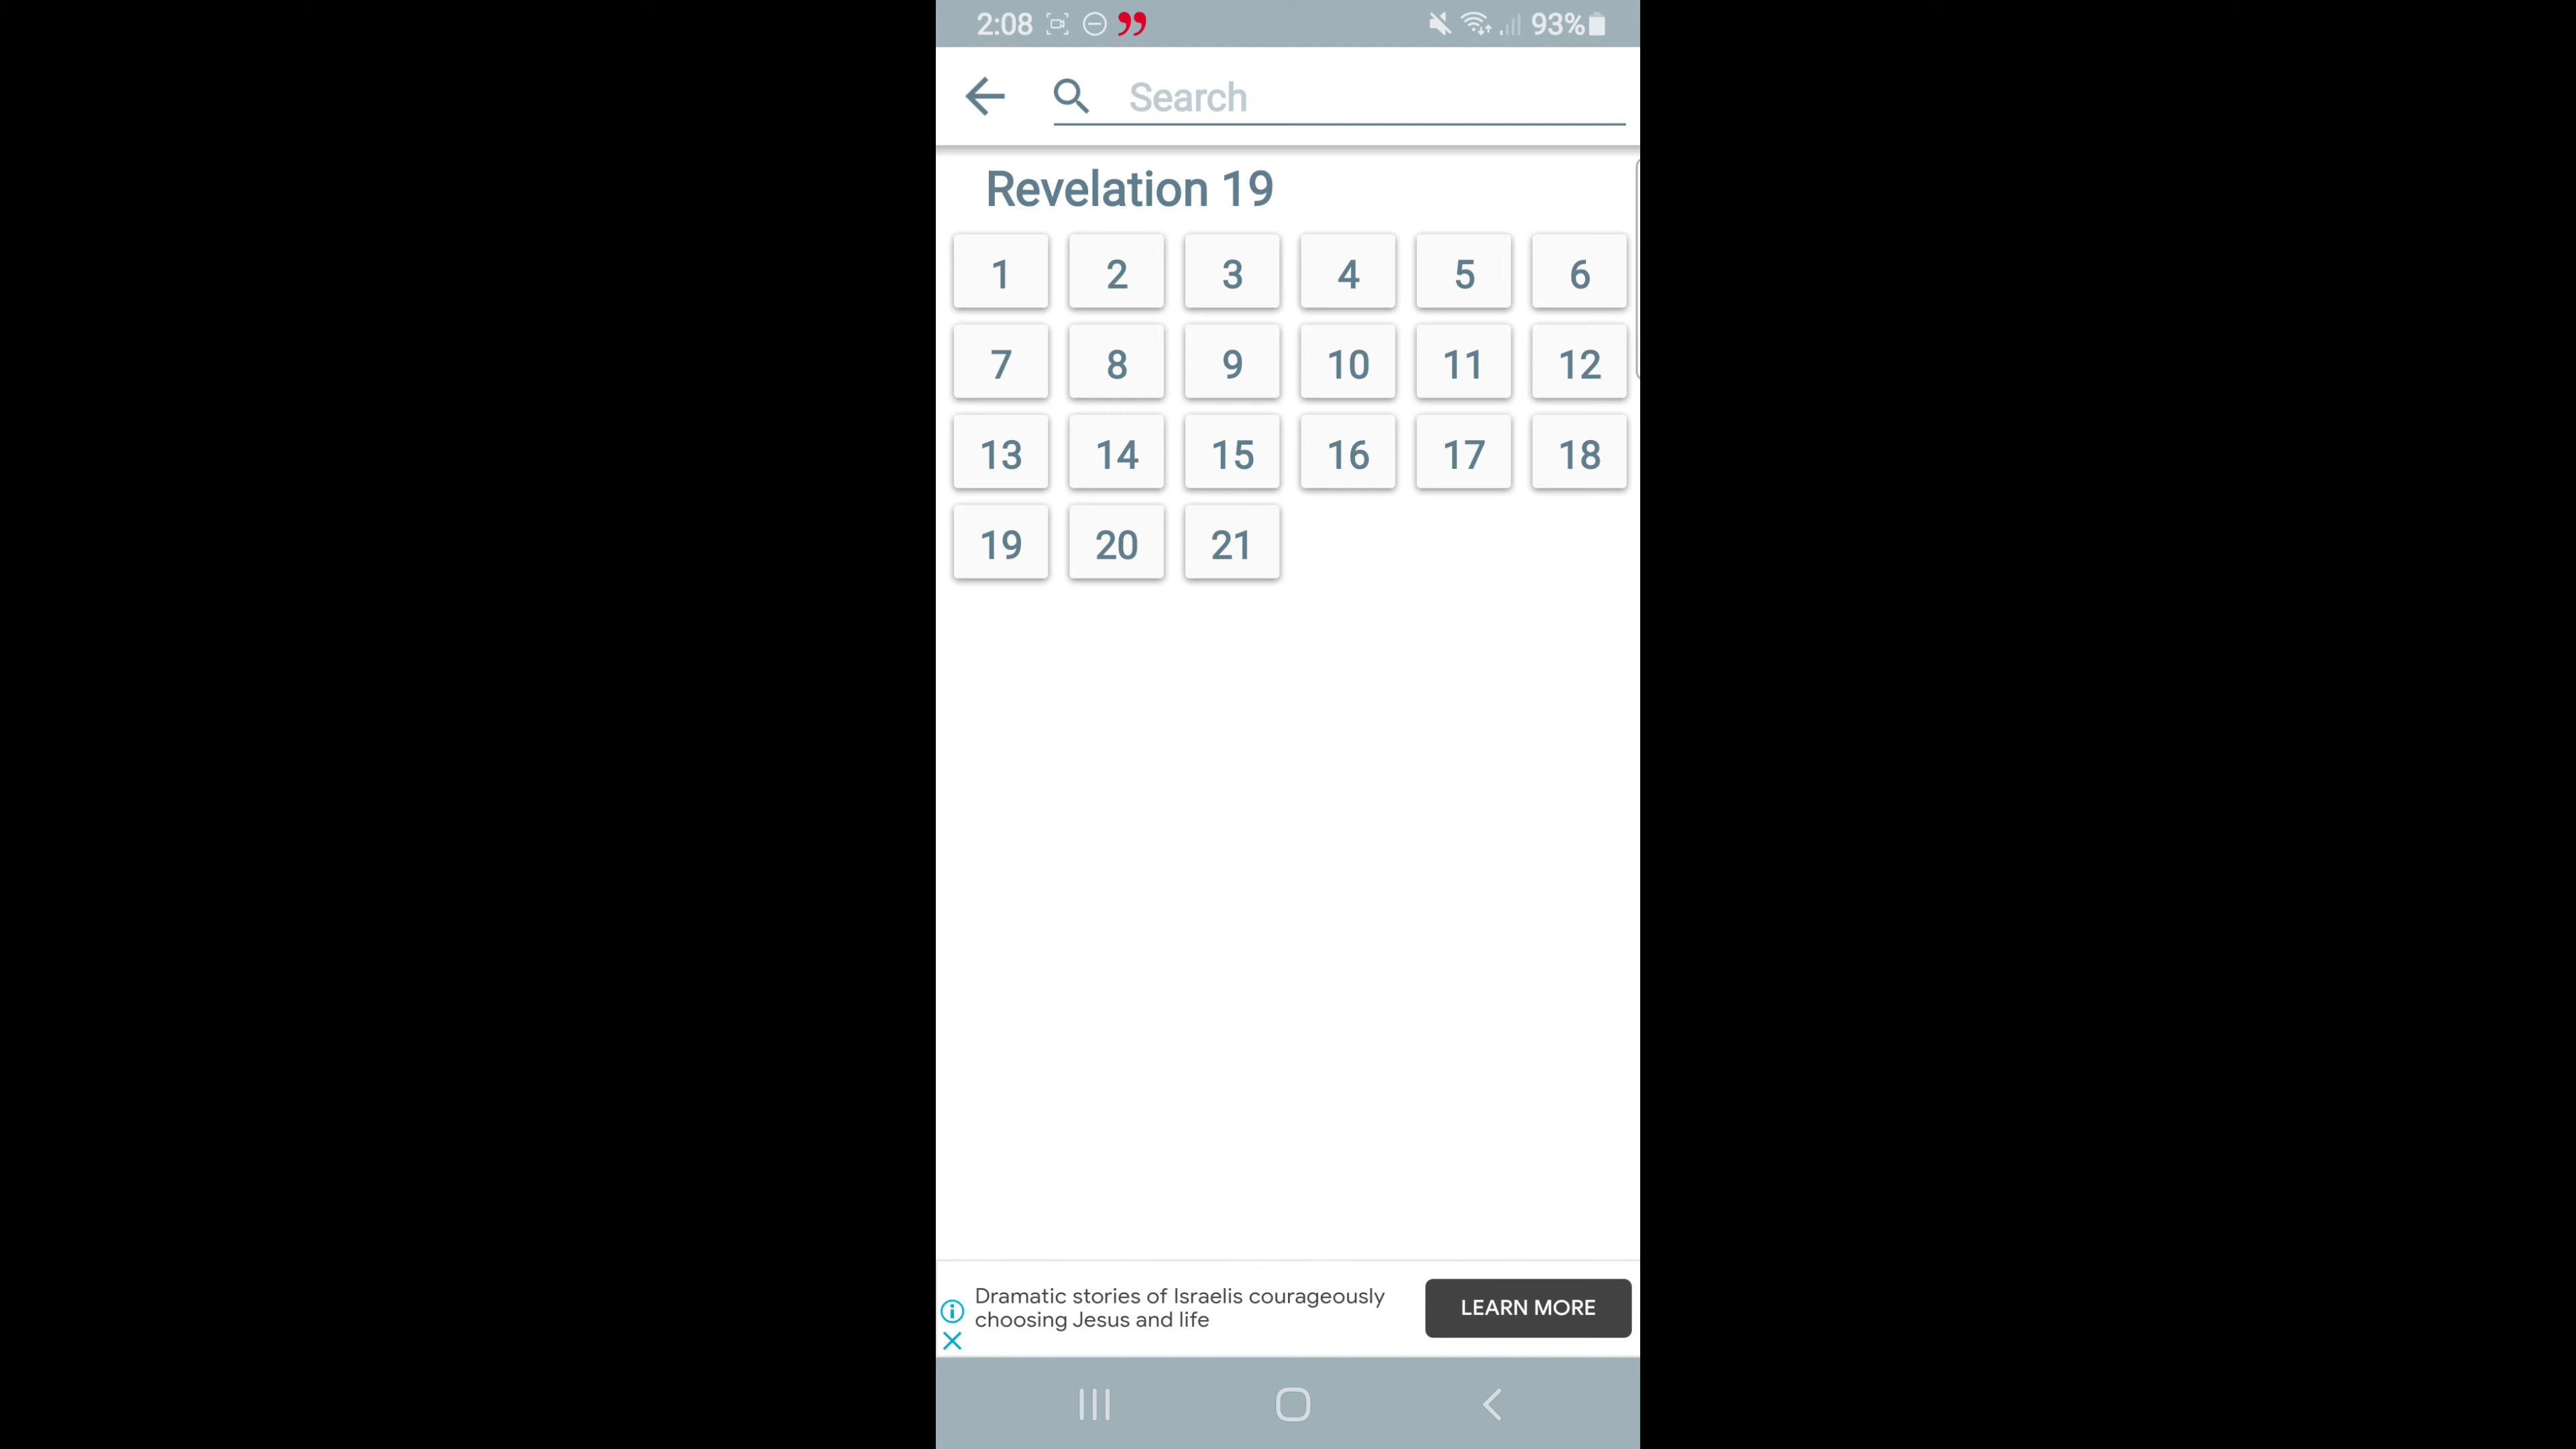 2:08 93%
Search
Revelation 19
1 2 3 4 5 6
7 8 9 10 11 12
13 14 15 16 17 18
19 20 21
Dramatic stories of Israelis courageously
choosing Jesus and life
LEARN MORE